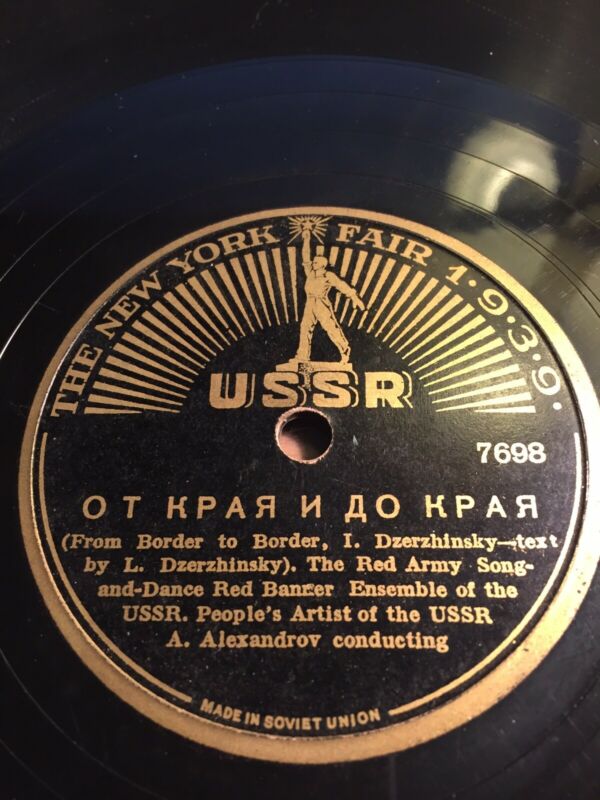 THE NEW YORK FAIR 1·9·3·9·
USSR
7698
ОТ КРАЯ И ДО КРАЯ
(From Border to Border, I. Dzerzhinsky—text
by L. Dzerzhinsky). The Red Army Song-
and-Dance Red Banner Ensemble of the
USSR. People's Artist of the USSR
A. Alexandrov conducting
MADE IN SOVIET UNION